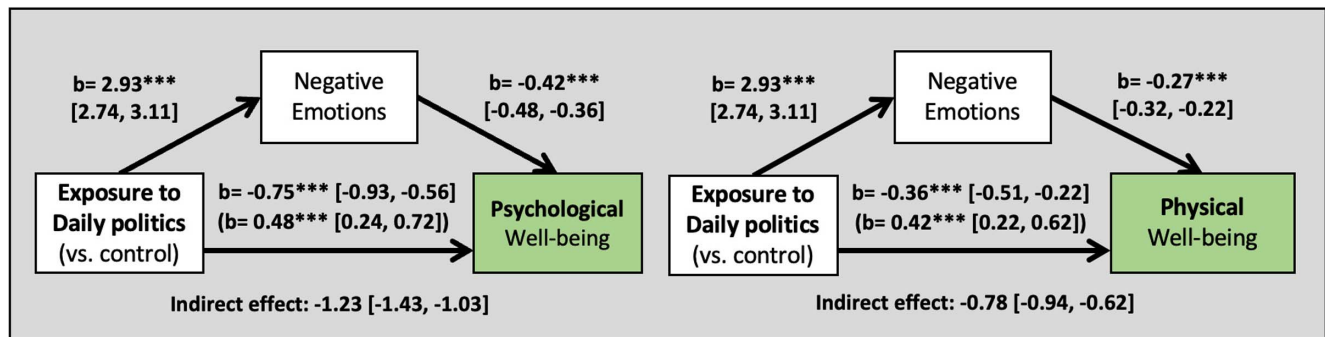 b= 2.93***
[2.74, 3.11]
Negative
Emotions
b= -0.42***
[-0.48, -0.36]
Exposure to
Daily politics
(vs. control)
b= -0.75*** [-0.93, -0.56]
(b= 0.48*** [0.24, 0.72])
Psychological
Well-being
Indirect effect: -1.23 [-1.43, -1.03]
b= 2.93***
[2.74, 3.11]
Negative
Emotions
b= -0.27***
[-0.32, -0.22]
Exposure to
Daily politics
(vs. control)
b= -0.36*** [-0.51, -0.22]
(b= 0.42*** [0.22, 0.62])
Physical
Well-being
Indirect effect: -0.78 [-0.94, -0.62]